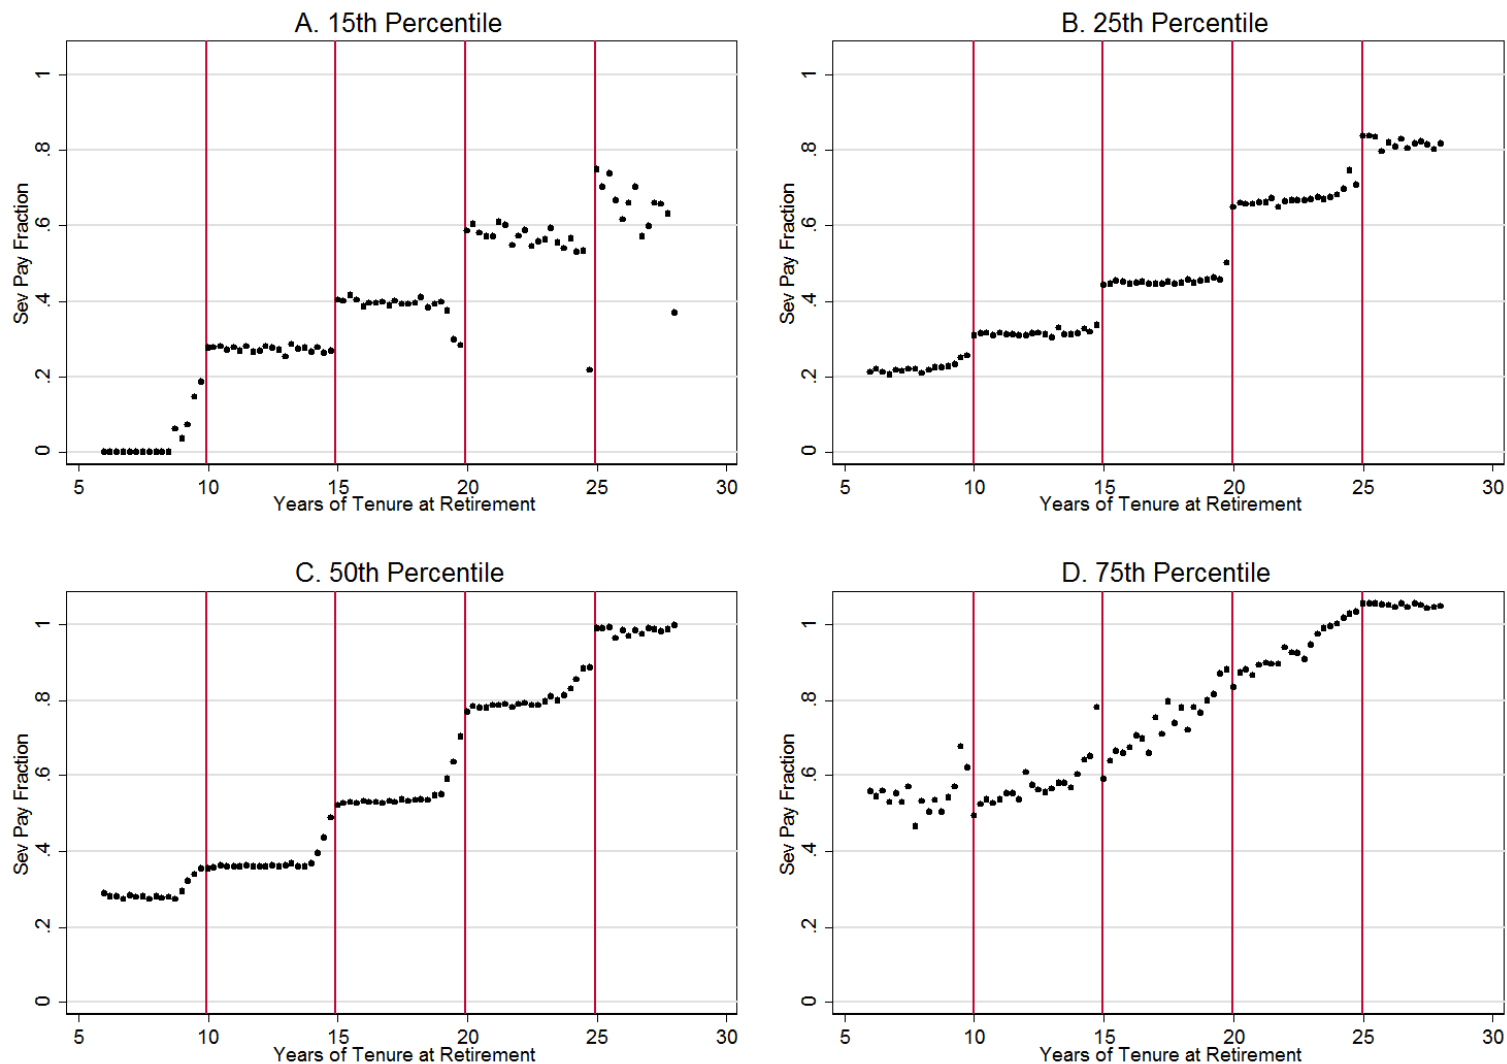 A. 15th Percentile
Sev Pay Fraction
1
.8
.6
.4
.2
0
5 10 15 20 25 30
Years of Tenure at Retirement
B. 25th Percentile
Sev Pay Fraction
1
.8
.6
.4
.2
0
5 10 15 20 25 30
Years of Tenure at Retirement
C. 50th Percentile
Sev Pay Fraction
1
.8
.6
.4
.2
0
5 10 15 20 25 30
Years of Tenure at Retirement
D. 75th Percentile
Sev Pay Fraction
1
.8
.6
.4
.2
0
5 10 15 20 25 30
Years of Tenure at Retirement